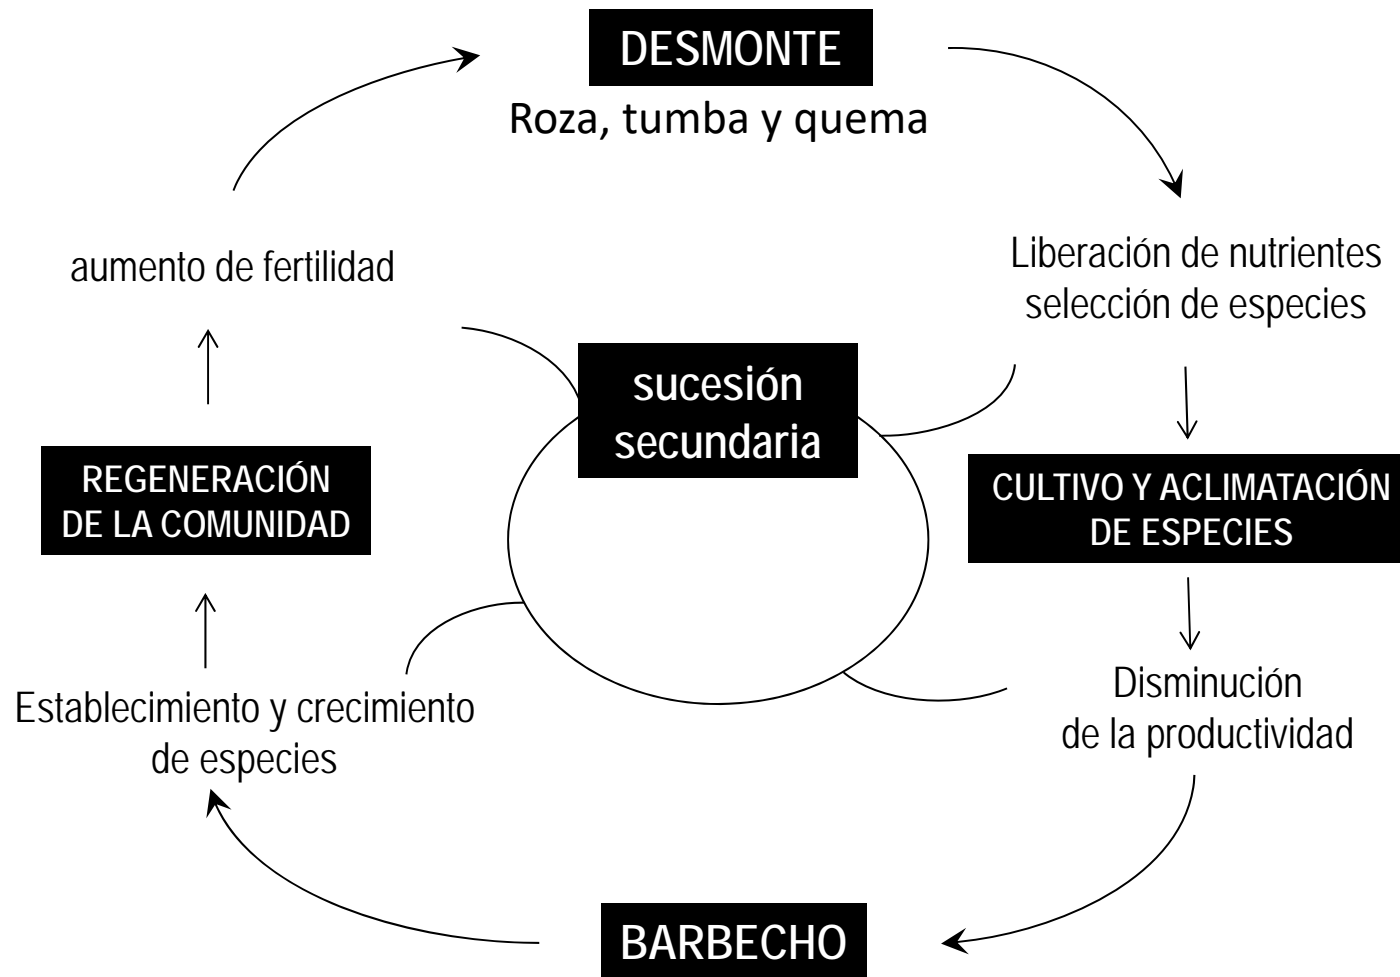 DESMONTE
Roza, tumba y quema
Liberación de nutrientes
selección de especies
aumento de fertilidad
sucesión
secundaria
REGENERACIÓN
DE LA COMUNIDAD
CULTIVO Y ACLIMATACIÓN
DE ESPECIES
Establecimiento y crecimiento
de especies
Disminución
de la productividad
BARBECHO